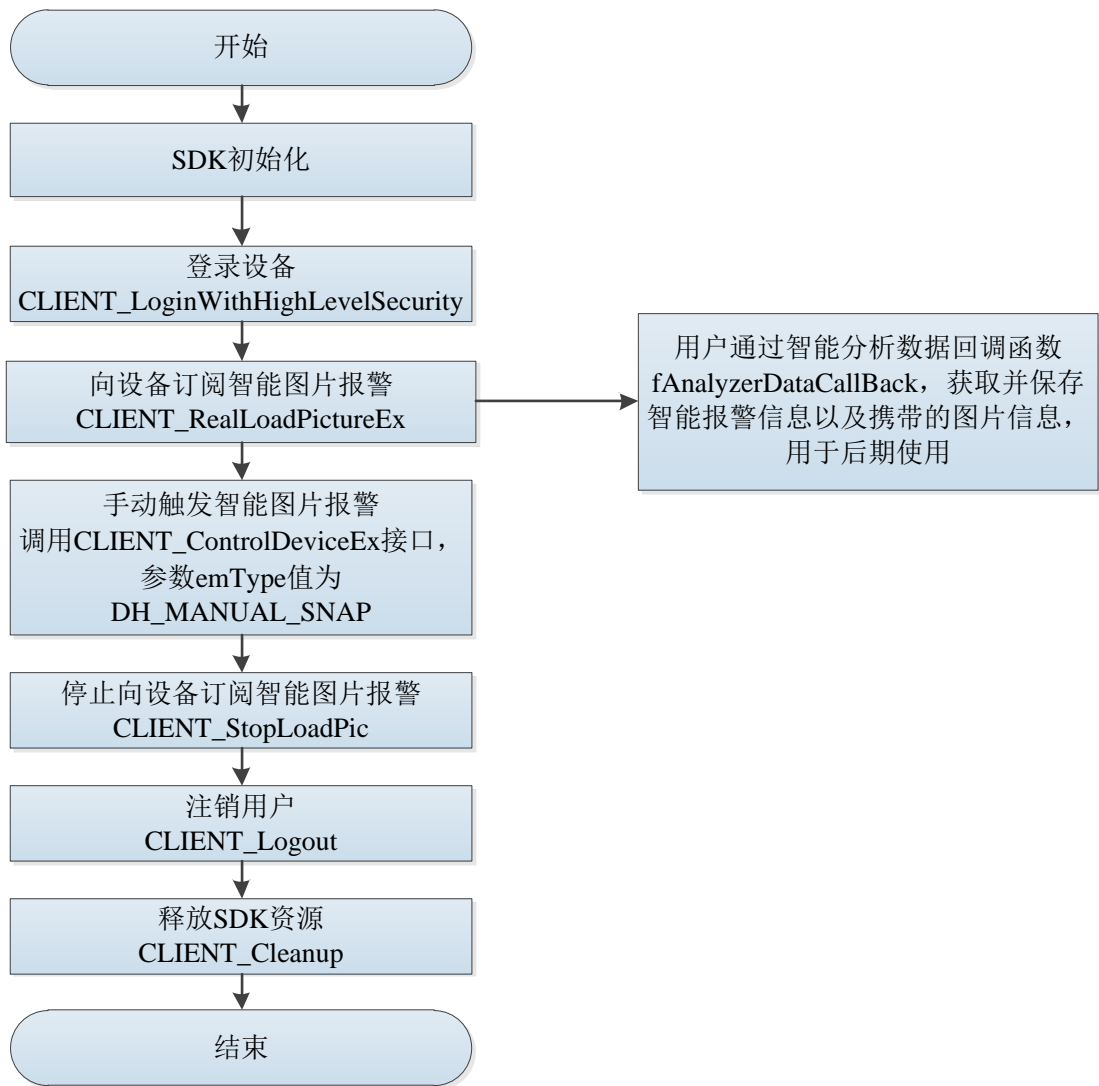 开始
SDK初始化
登录设备
CLIENT_LoginWithHighLevelSecurity
向设备订阅智能图片报警
CLIENT_RealLoadPictureEx
用户通过智能分析数据回调函数
fAnalyzerDataCallBack，获取并保存
智能报警信息以及携带的图片信息，
用于后期使用
手动触发智能图片报警
调用CLIENT_ControlDeviceEx接口，
参数emType值为
DH_MANUAL_SNAP
停止向设备订阅智能图片报警
CLIENT_StopLoadPic
注销用户
CLIENT_Logout
释放SDK资源
CLIENT_Cleanup
结束